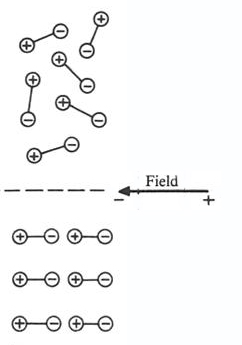 + − + − + − + − + − + −
Field
− +
+ − + −
+ − + −
+ − + −